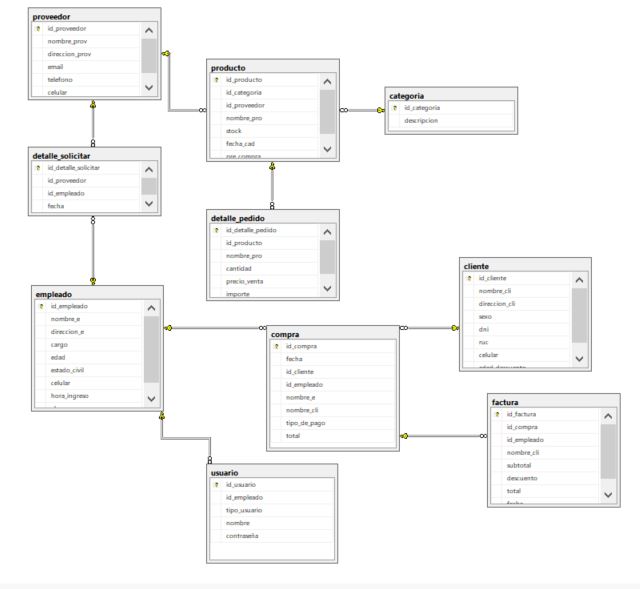 proveedor
id_proveedor
nombre_prov
direccion_prov
email
telefono
celular
producto
id_producto
id_categoria
id_proveedor
nombre_pro
stock
fecha_cad
pre_compra
categoria
id_categoria
descripcion
detalle_solicitar
id_detalle_solicitar
id_proveedor
id_empleado
fecha
detalle_pedido
id_detalle_pedido
id_producto
nombre_pro
cantidad
precio_venta
importe
cliente
id_cliente
nombre_cli
direccion_cli
sexo
dni
ruc
celular
edad_descuento
empleado
id_empleado
nombre_e
direccion_e
cargo
edad
estado_civil
celular
hora_ingreso
compra
id_compra
fecha
id_cliente
id_empleado
nombre_e
nombre_cli
tipo_de_pago
total
factura
id_factura
id_compra
id_empleado
nombre_cli
subtotal
descuento
total
fecha
usuario
id_usuario
id_empleado
tipo_usuario
nombre
contraseña